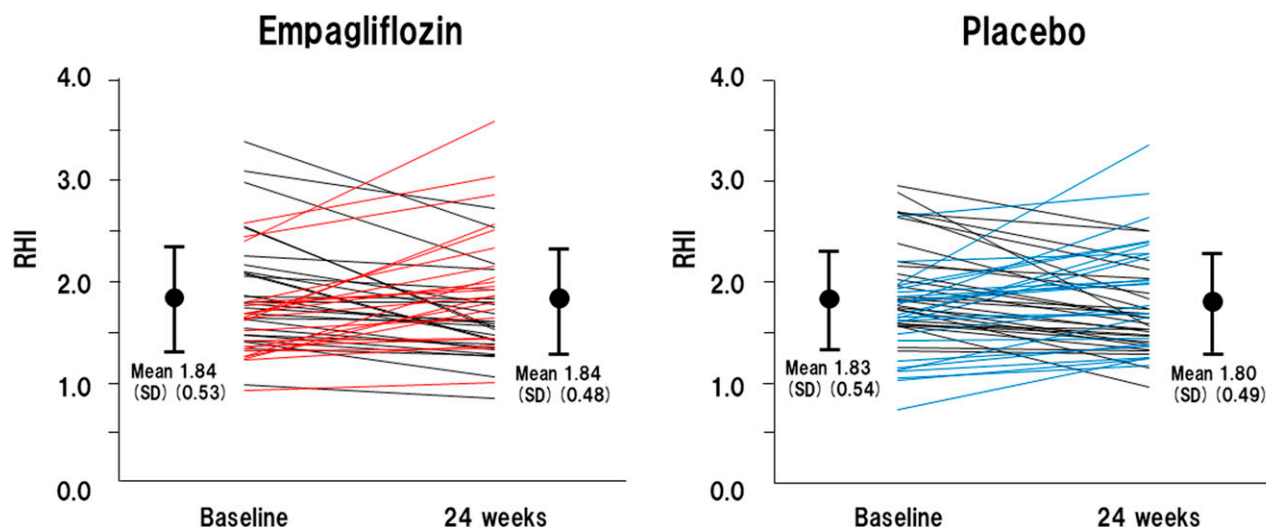 Empagliflozin
4.0
3.0
2.0
1.0
0.0
RHI
Mean 1.84
(SD) (0.53)
Mean 1.84
(SD) (0.48)
Baseline
24 weeks
Placebo
4.0
3.0
2.0
1.0
0.0
RHI
Mean 1.83
(SD) (0.54)
Mean 1.80
(SD) (0.49)
Baseline
24 weeks